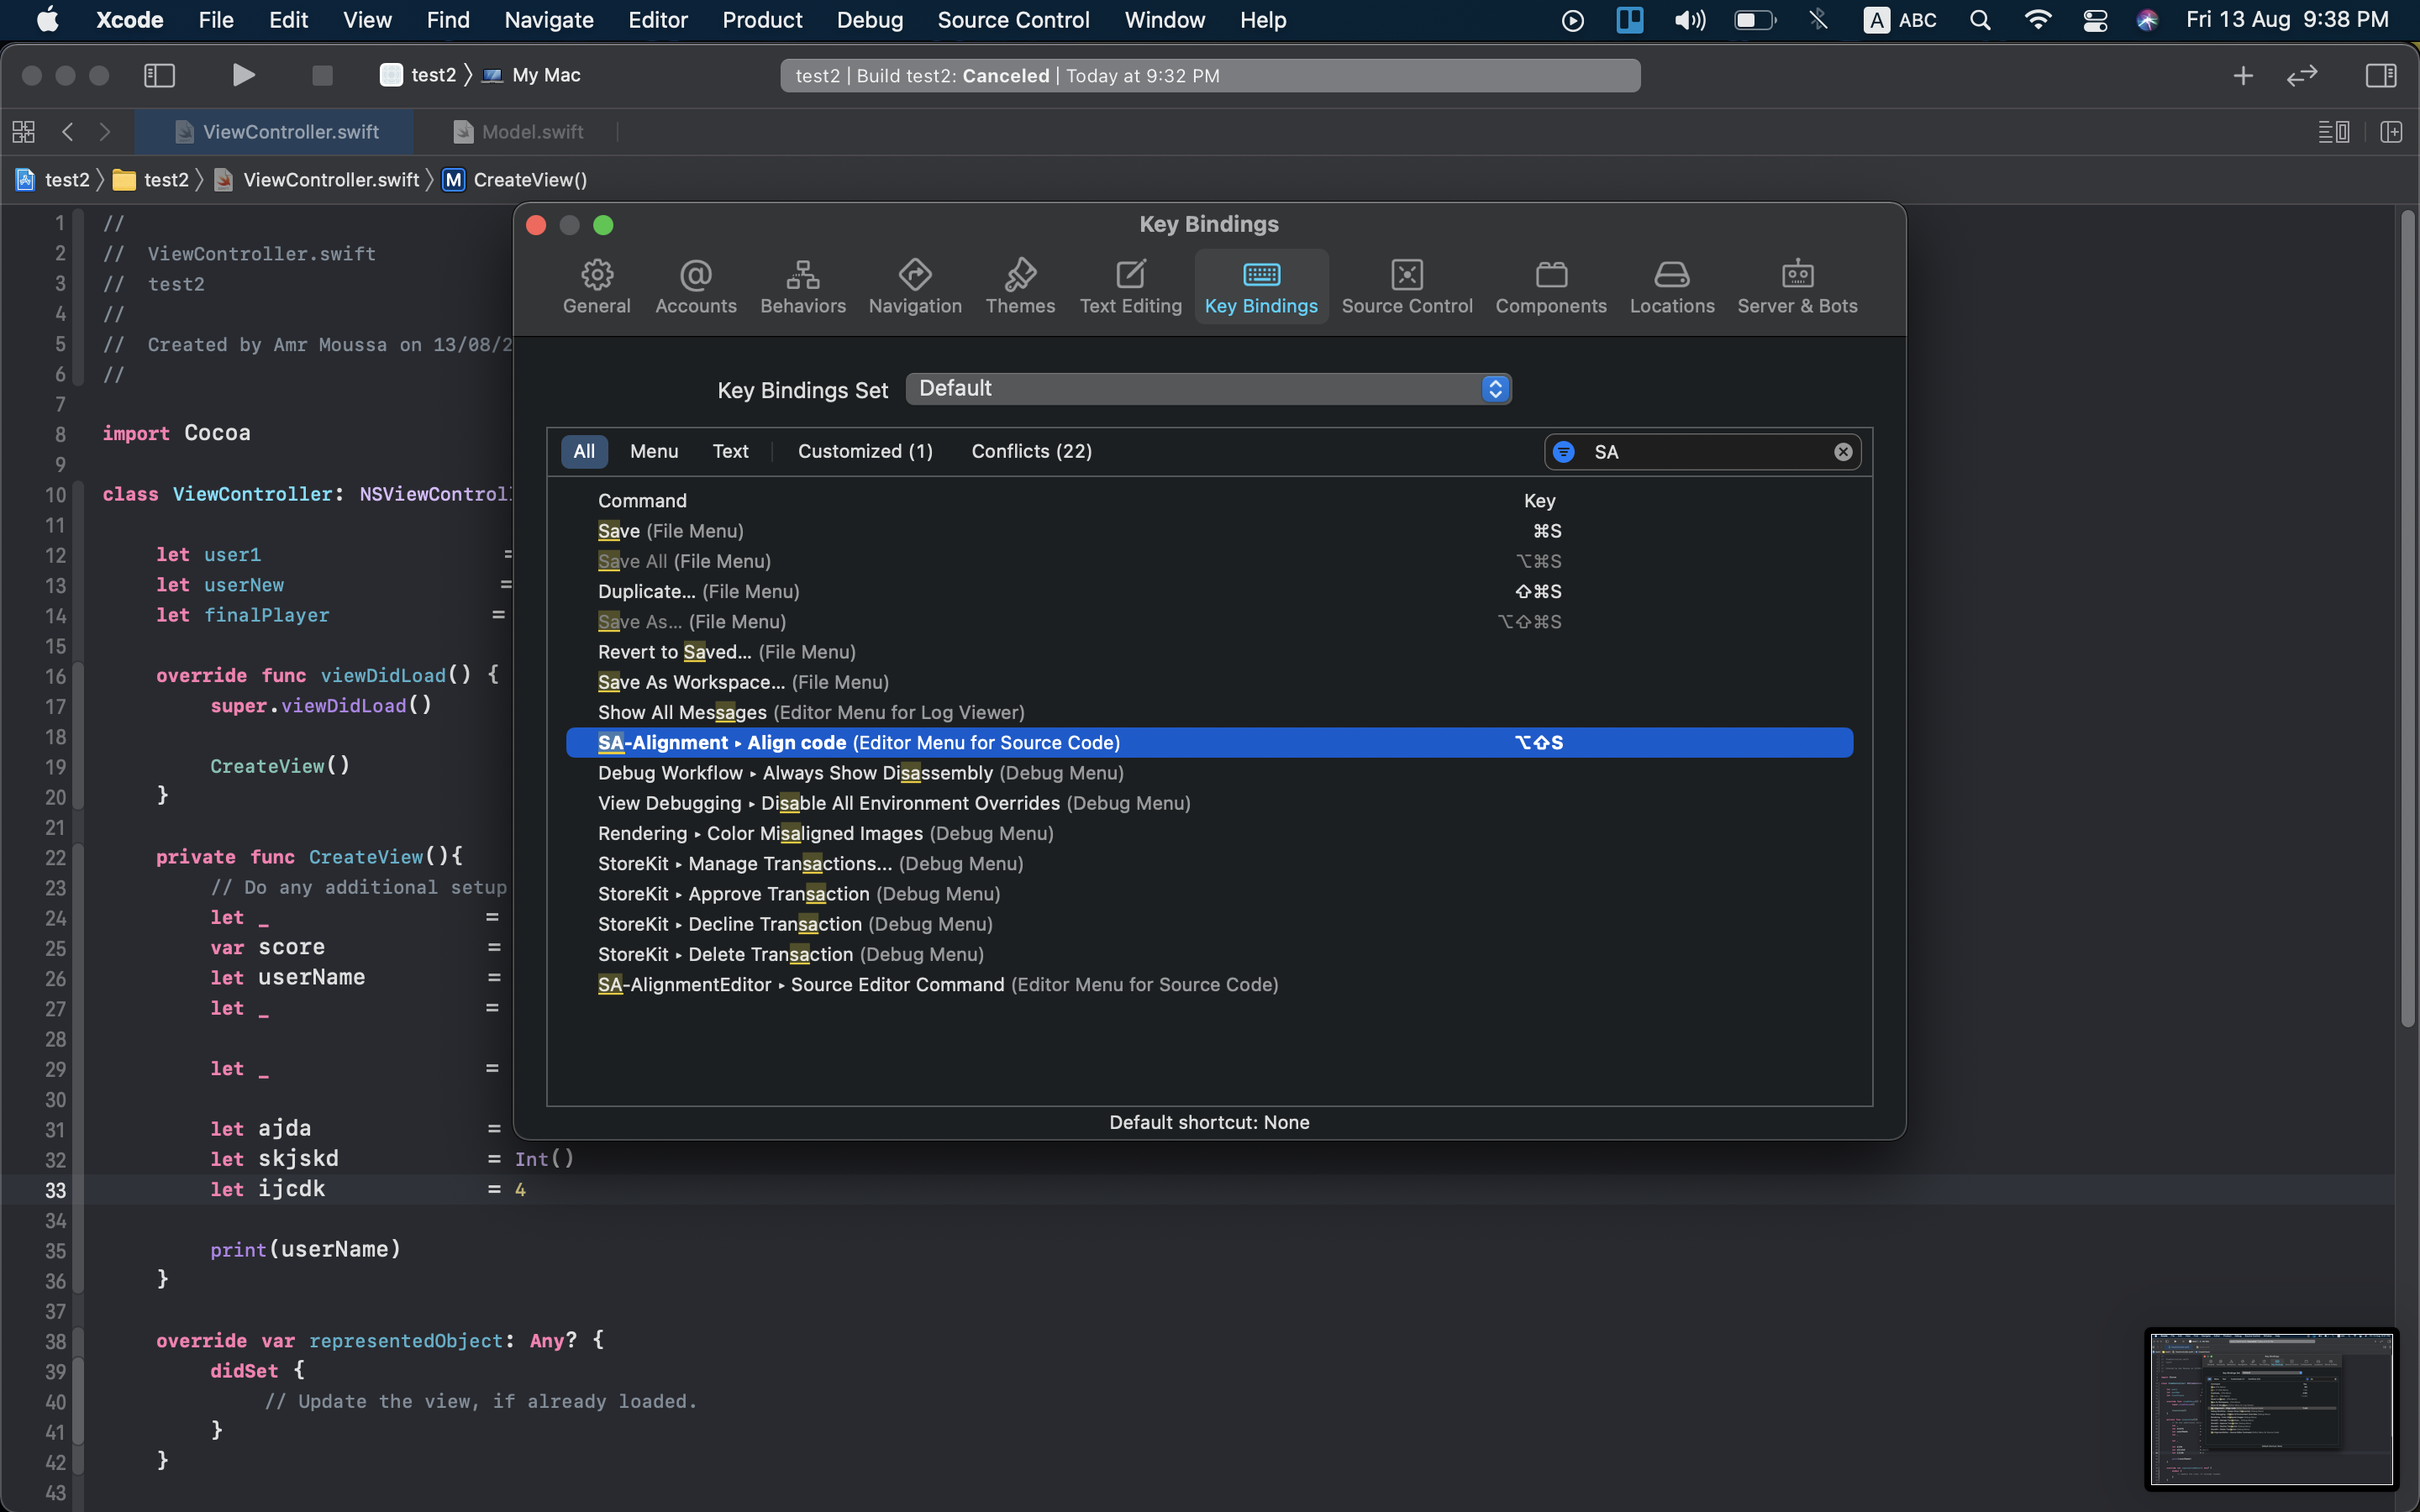 Xcode File Edit View Find Navigate Editor Product Debug Source Control Window Help A ABC Fri 13 Aug 9:38 PM
test2 〉 My Mac
test2 | Build test2: Canceled | Today at 9:32 PM
ViewController.swift Model.swift
test2 〉 test2 〉 ViewController.swift 〉 M CreateView()
Key Bindings
General Accounts Behaviors Navigation Themes Text Editing Key Bindings Source Control Components Locations Server & Bots
Key Bindings Set Default
All Menu Text Customized (1) Conflicts (22) SA
Command Key
Save (File Menu) ⌘S
Save All (File Menu) ⌥⌘S
Duplicate... (File Menu) ⇧⌘S
Save As... (File Menu) ⌥⇧⌘S
Revert to Saved... (File Menu)
Save As Workspace... (File Menu)
Show All Messages (Editor Menu for Log Viewer)
SA-Alignment ▸ Align code (Editor Menu for Source Code) ⌥⇧S
Debug Workflow ▸ Always Show Disassembly (Debug Menu)
View Debugging ▸ Disable All Environment Overrides (Debug Menu)
Rendering ▸ Color Misaligned Images (Debug Menu)
StoreKit ▸ Manage Transactions... (Debug Menu)
StoreKit ▸ Approve Transaction (Debug Menu)
StoreKit ▸ Decline Transaction (Debug Menu)
StoreKit ▸ Delete Transaction (Debug Menu)
SA-AlignmentEditor ▸ Source Editor Command (Editor Menu for Source Code)
Default shortcut: None
1 //
2 // ViewController.swift
3 // test2
4 //
5 // Created by Amr Moussa on 13/08/2
6 //
7
8 import Cocoa
9
10 class ViewController: NSViewControl
11
12 let user1 =
13 let userNew =
14 let finalPlayer =
15
16 override func viewDidLoad() {
17 super.viewDidLoad()
18
19 CreateView()
20 }
21
22 private func CreateView(){
23 // Do any additional setup
24 let _ =
25 var score =
26 let userName =
27 let _ =
28
29 let _ =
30
31 let ajda =
32 let skjskd = Int()
33 let ijcdk = 4
34
35 print(userName)
36 }
37
38 override var representedObject: Any? {
39 didSet {
40 // Update the view, if already loaded.
41 }
42 }
43